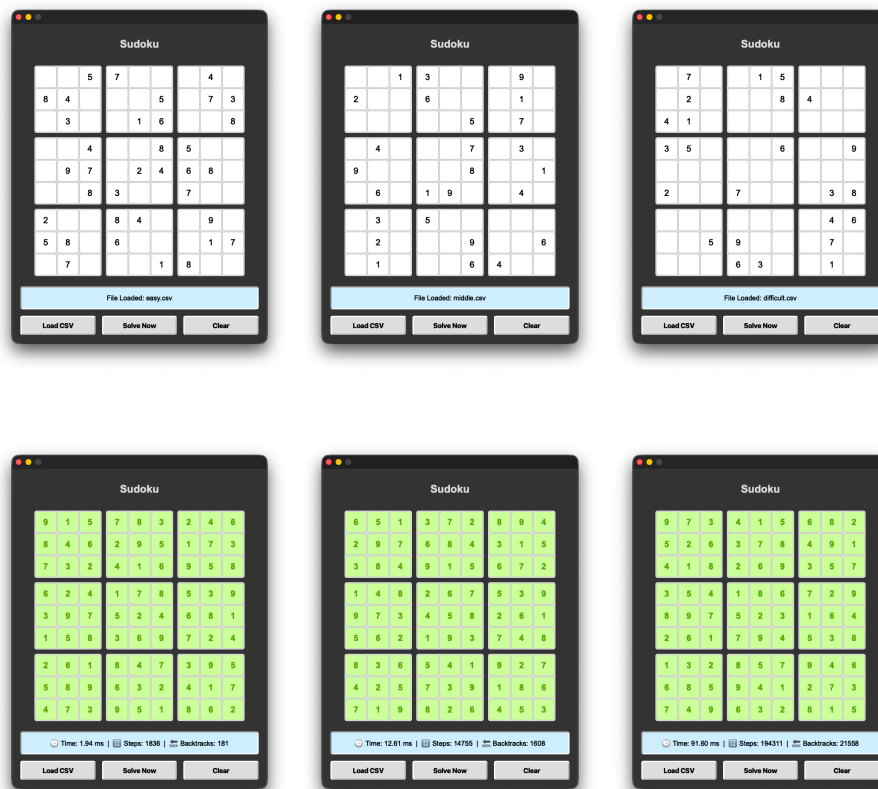 Sudoku
5 7 4
8 4 5 7 3
3 1 6 8
4 8 5
9 7 2 4 6 8
8 3 7
2 8 4 9
5 8 6 1 7
7 1 8
File Loaded: easy.csv
Load CSV Solve Now Clear
Sudoku
1 3 9
2 6 1
5 7
4 7 3
9 8 1
6 1 9 4
3 5
2 9 6
1 6 4
File Loaded: middle.csv
Load CSV Solve Now Clear
Sudoku
7 1 5
2 8 4
4 1
3 5 6 9
2 7 3 8
4 6
5 9 7
6 3 1
File Loaded: difficult.csv
Load CSV Solve Now Clear
Sudoku
9 1 5 7 8 3 2 4 6
8 4 6 2 9 5 1 7 3
7 3 2 4 1 6 9 5 8
6 2 4 1 7 8 5 3 9
3 9 7 5 2 4 6 8 1
1 5 8 3 6 9 7 2 4
2 6 1 8 4 7 3 9 5
5 8 9 6 3 2 4 1 7
4 7 3 9 5 1 8 6 2
Time: 1.94 ms | Steps: 1836 | Backtracks: 181
Load CSV Solve Now Clear
Sudoku
6 5 1 3 7 2 8 9 4
2 9 7 6 8 4 3 1 5
3 8 4 9 1 5 6 7 2
1 4 8 2 6 7 5 3 9
9 7 3 4 5 8 2 6 1
5 6 2 1 9 3 7 4 8
8 3 6 5 4 1 9 2 7
4 2 5 7 3 9 1 8 6
7 1 9 8 2 6 4 5 3
Time: 12.61 ms | Steps: 14755 | Backtracks: 1608
Load CSV Solve Now Clear
Sudoku
9 7 3 4 1 5 6 8 2
5 2 6 3 7 8 4 9 1
4 1 8 2 6 9 3 5 7
3 5 4 1 8 6 7 2 9
8 9 7 5 2 3 1 6 4
2 6 1 7 9 4 5 3 8
1 3 2 8 5 7 9 4 6
6 8 5 9 4 1 2 7 3
7 4 9 6 3 2 8 1 5
Time: 91.60 ms | Steps: 194311 | Backtracks: 21558
Load CSV Solve Now Clear